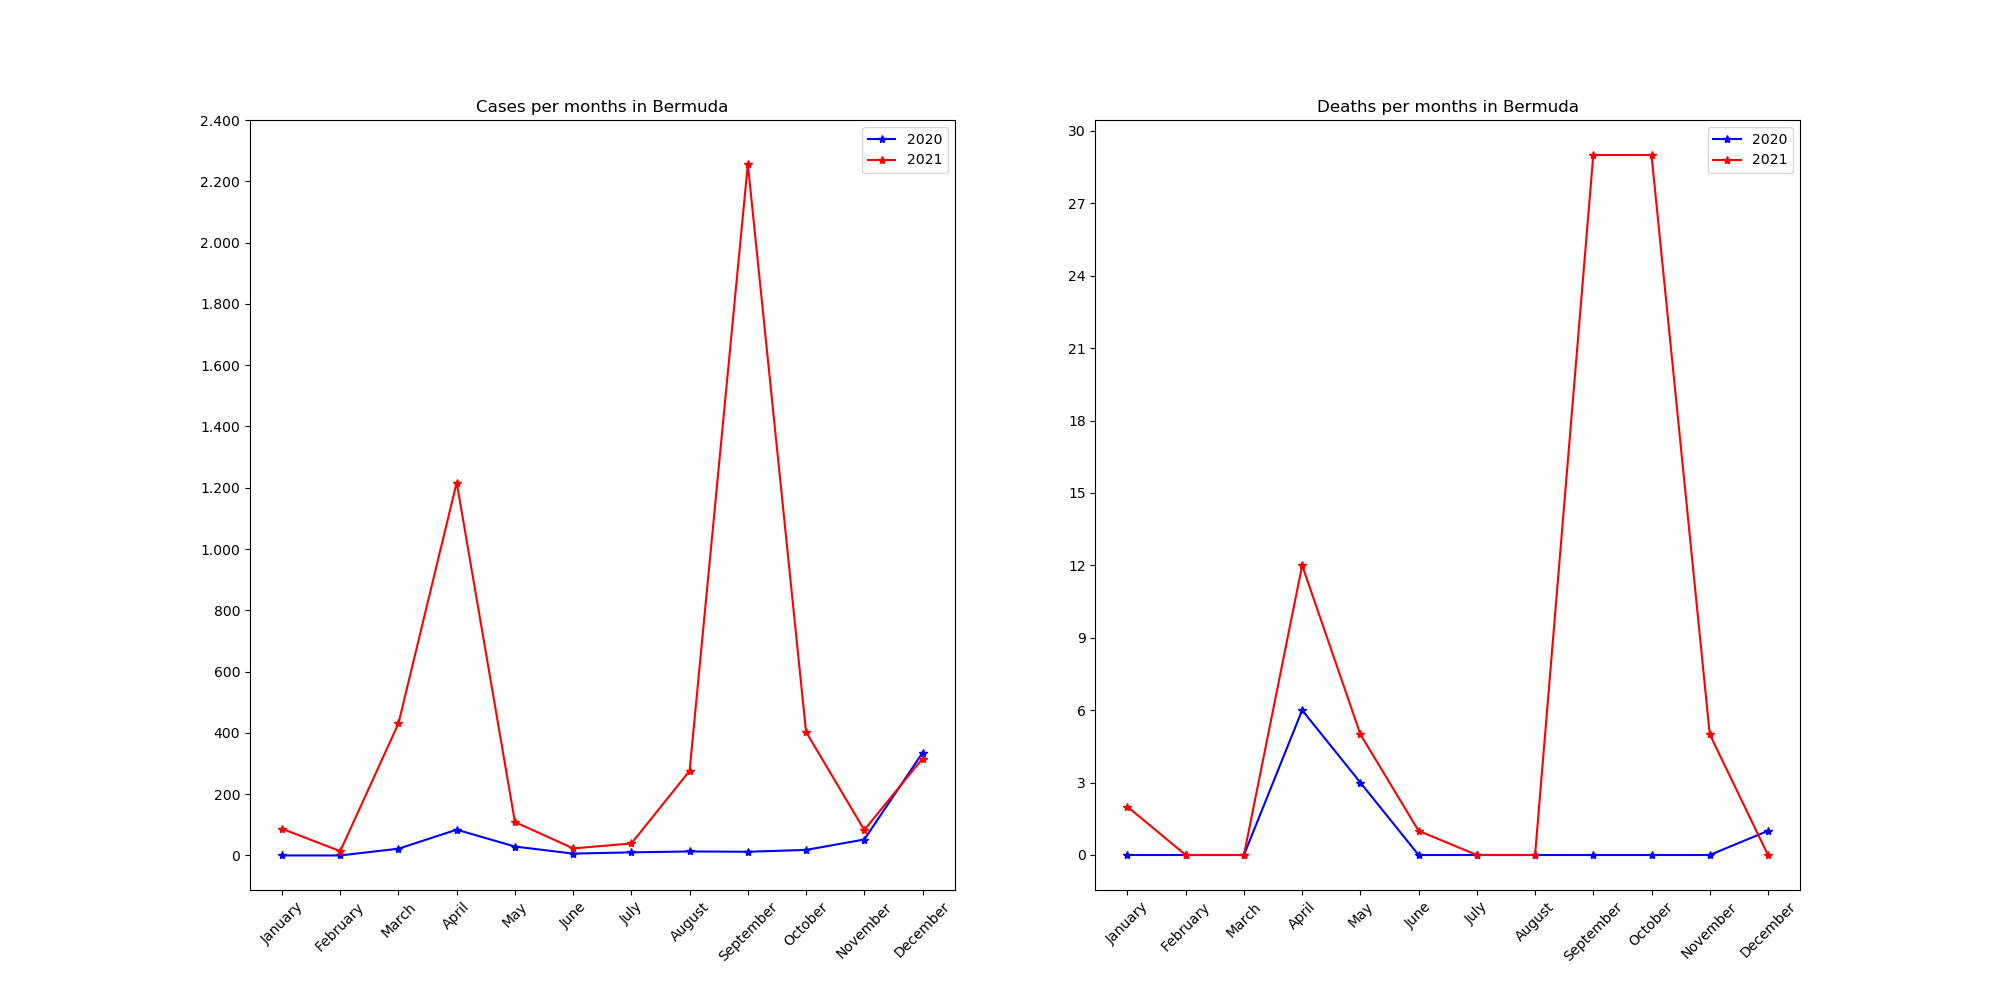 Cases per months in Bermuda
2020
2021
2.400
2.200
2.000
1.800
1.600
1.400
1.200
1.000
800
600
400
200
0
January
February
March
April
May
June
July
August
September
October
November
December
Deaths per months in Bermuda
2020
2021
30
27
24
21
18
15
12
9
6
3
0
January
February
March
April
May
June
July
August
September
October
November
December